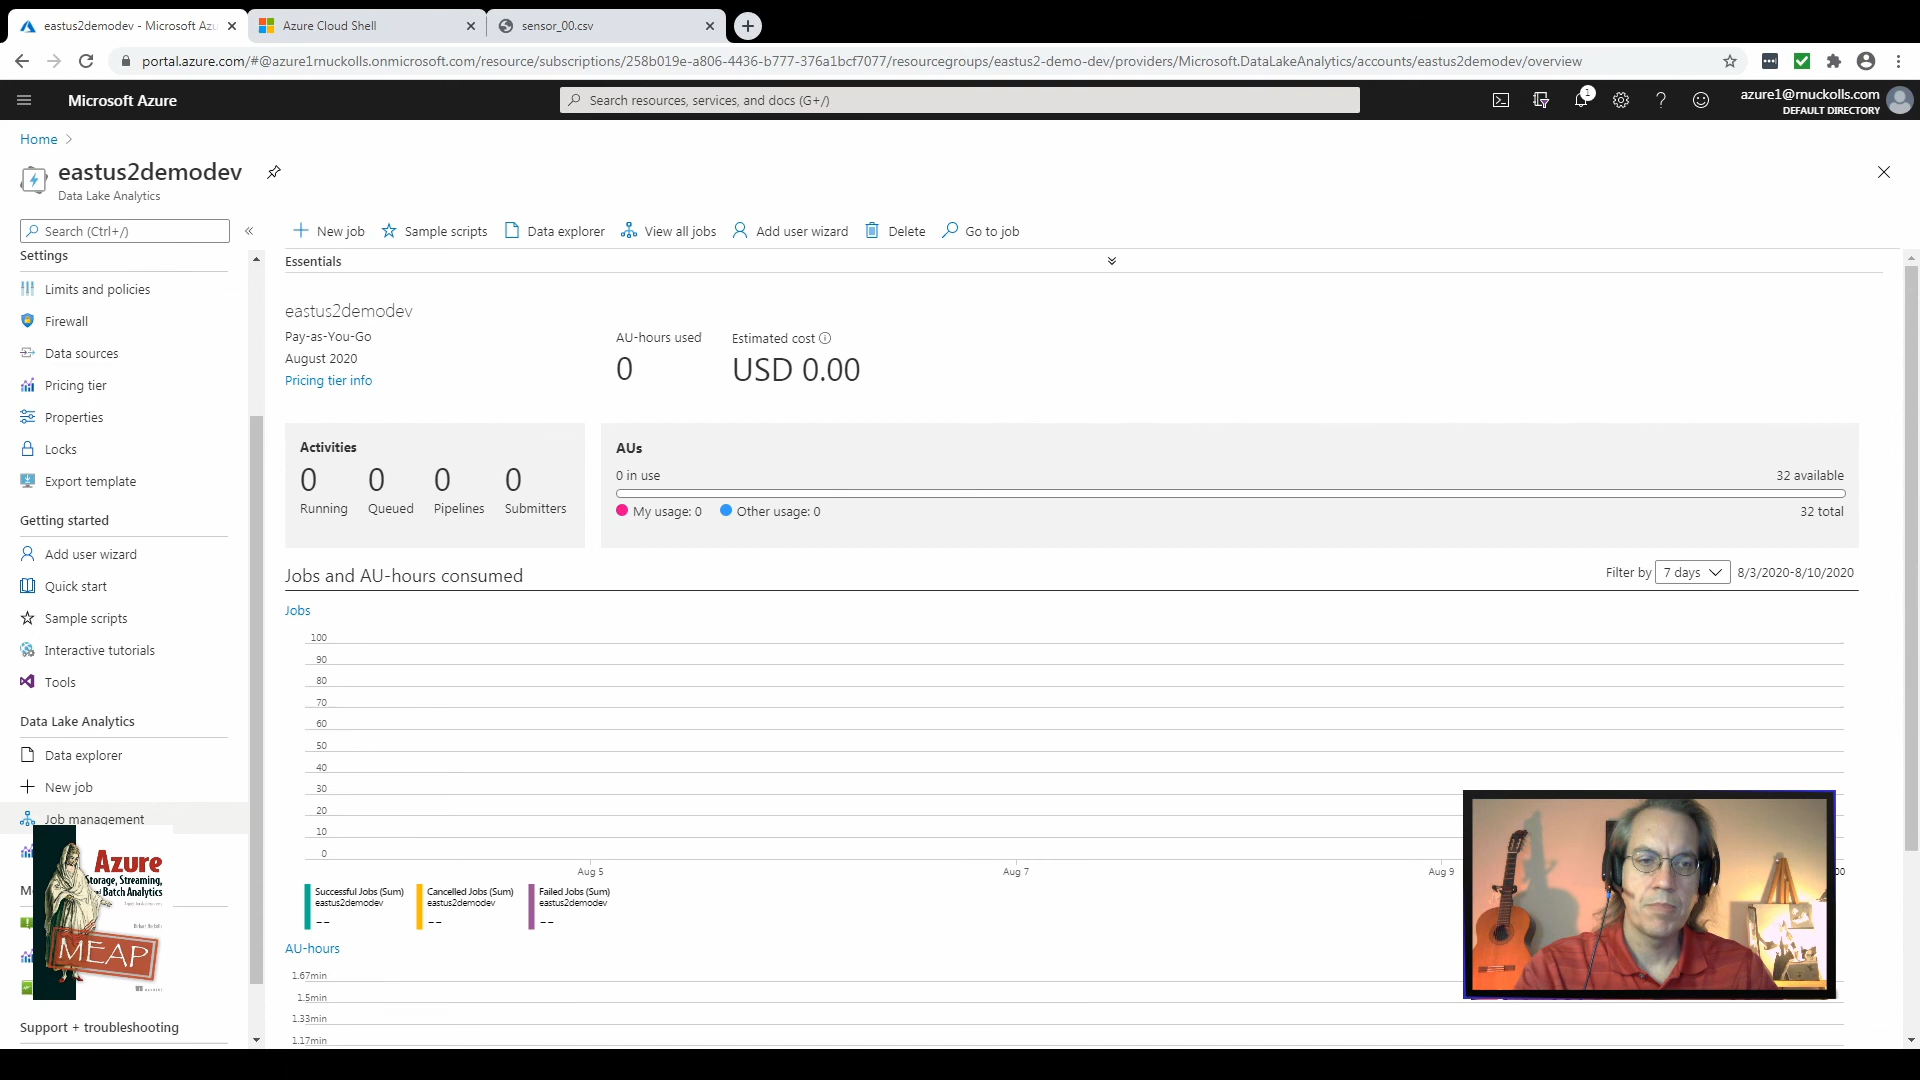 eastus2demodev - Microsoft Azu
Azure Cloud Shell
sensor_00.csv
portal.azure.com/#@azure1rnuckolls.onmicrosoft.com/resource/subscriptions/258b019e-a806-4436-b777-376a1bcf7077/resourcegroups/eastus2-demo-dev/providers/Microsoft.DataLakeAnalytics/accounts/eastus2demodev/overview
Microsoft Azure
Search resources, services, and docs (G+/)
1
azure1@rnuckolls.com
DEFAULT DIRECTORY
Home
eastus2demodev
Data Lake Analytics
Search (Ctrl+/)
Settings
Limits and policies
Firewall
Data sources
Pricing tier
Properties
Locks
Export template
Getting started
Add user wizard
Quick start
Sample scripts
Interactive tutorials
Tools
Data Lake Analytics
Data explorer
New job
Job management
Azure
Storage, Streaming,
and Batch Analytics
MEAP
Support + troubleshooting
New job
Sample scripts
Data explorer
View all jobs
Add user wizard
Delete
Go to job
Essentials
eastus2demodev
Pay-as-You-Go
August 2020
Pricing tier info
AU-hours used
0
Estimated cost
USD 0.00
Activities
0 0 0 0
Running Queued Pipelines Submitters
AUs
0 in use
32 available
My usage: 0 Other usage: 0
32 total
Jobs and AU-hours consumed
Filter by 7 days 8/3/2020-8/10/2020
Jobs
100
90
80
70
60
50
40
30
20
10
0
Aug 5 Aug 7 Aug 9
Successful Jobs (Sum)
eastus2demodev
--
Cancelled Jobs (Sum)
eastus2demodev
--
Failed Jobs (Sum)
eastus2demodev
--
AU-hours
1.67min
1.5min
1.33min
1.17min